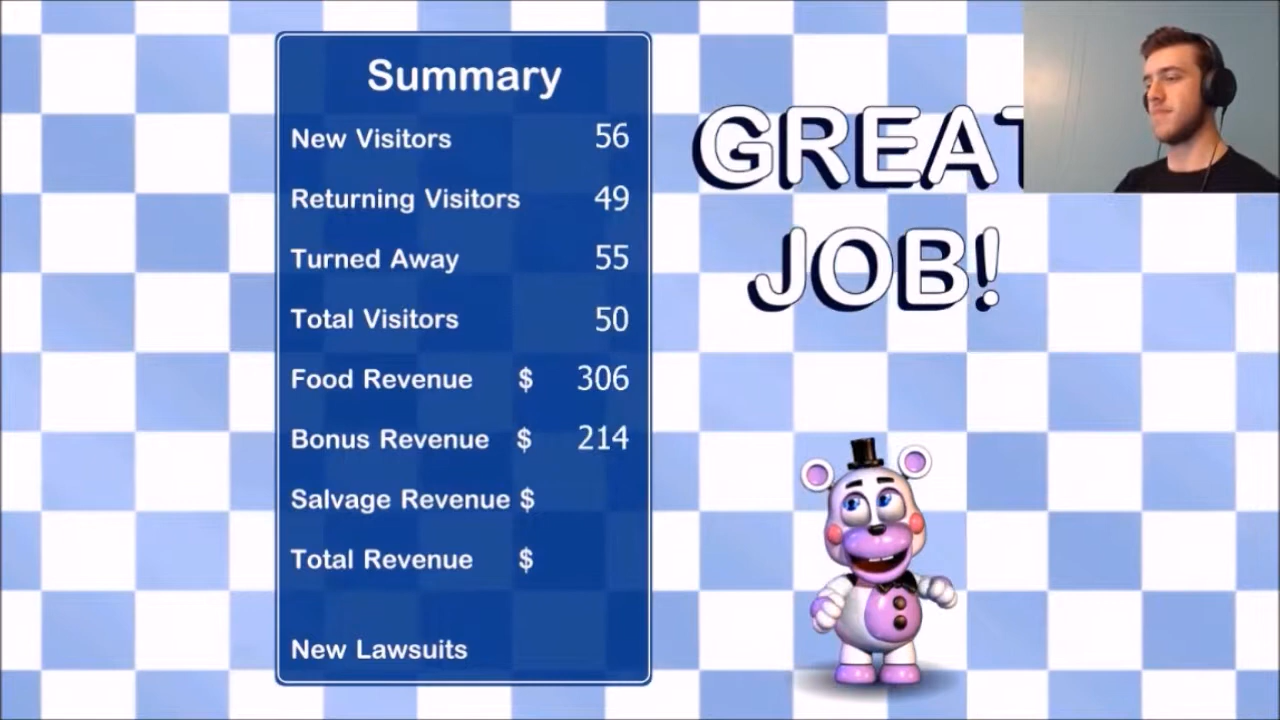 Summary
New Visitors 56
Returning Visitors 49
Turned Away 55
Total Visitors 50
Food Revenue $ 306
Bonus Revenue $ 214
Salvage Revenue $
Total Revenue $
New Lawsuits
GREAT
JOB!